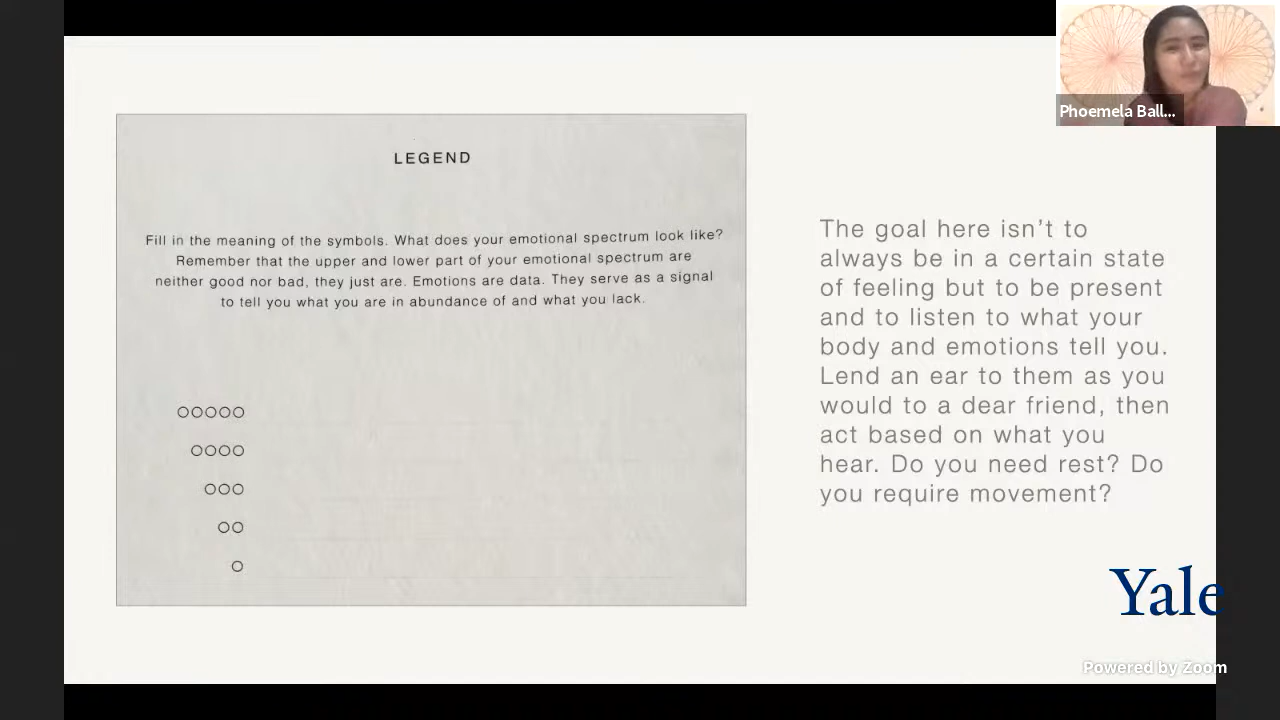 Phoemela Ball...
LEGEND
Fill in the meaning of the symbols. What does your emotional spectrum look like?
Remember that the upper and lower part of your emotional spectrum are
neither good nor bad, they just are. Emotions are data. They serve as a signal
to tell you what you are in abundance of and what you lack.
The goal here isn’t to
always be in a certain state
of feeling but to be present
and to listen to what your
body and emotions tell you.
Lend an ear to them as you
would to a dear friend, then
act based on what you
hear. Do you need rest? Do
you require movement?
Yale
Powered by Zoom